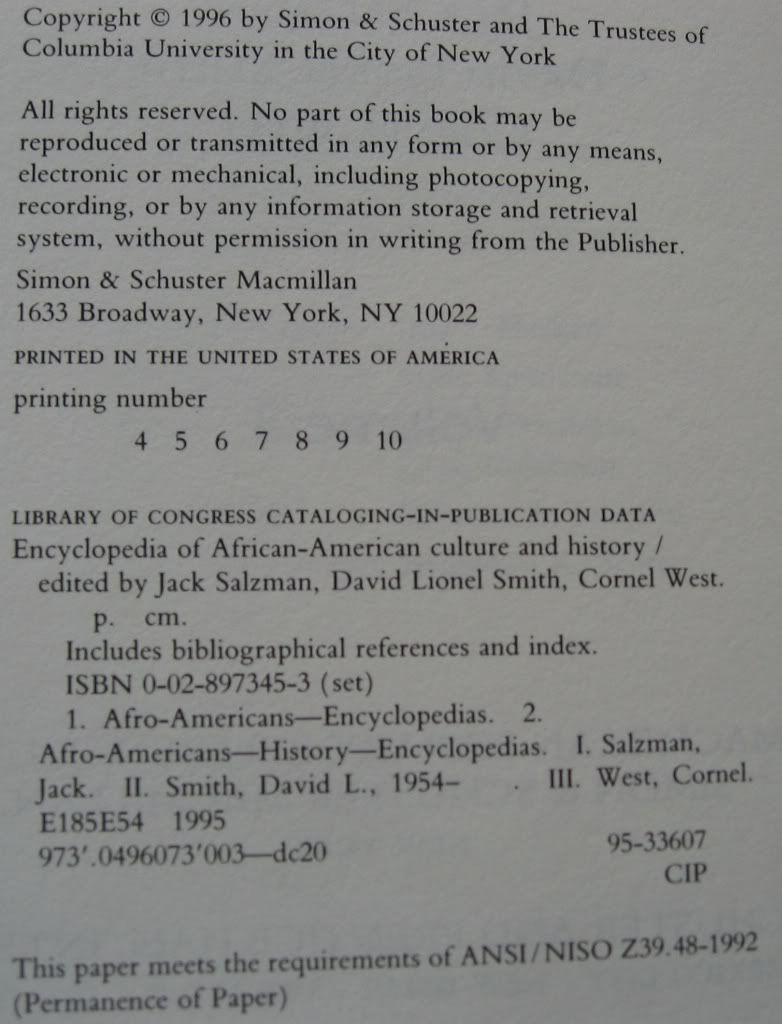 Copyright © 1996 by Simon & Schuster and The Trustees of
Columbia University in the City of New York
All rights reserved. No part of this book may be
reproduced or transmitted in any form or by any means,
electronic or mechanical, including photocopying,
recording, or by any information storage and retrieval
system, without permission in writing from the Publisher.
Simon & Schuster Macmillan
1633 Broadway, New York, NY 10022
PRINTED IN THE UNITED STATES OF AMERICA
printing number
4 5 6 7 8 9 10
LIBRARY OF CONGRESS CATALOGING-IN-PUBLICATION DATA
Encyclopedia of African-American culture and history /
edited by Jack Salzman, David Lionel Smith, Cornel West.
p. cm.
Includes bibliographical references and index.
ISBN 0-02-897345-3 (set)
1. Afro-Americans—Encyclopedias. 2.
Afro-Americans—History—Encyclopedias. I. Salzman,
Jack. II. Smith, David L., 1954– . III. West, Cornel.
E185E54 1995
973′.0496073′003—dc20 95-33607
CIP
This paper meets the requirements of ANSI/NISO Z39.48-1992
(Permanence of Paper)